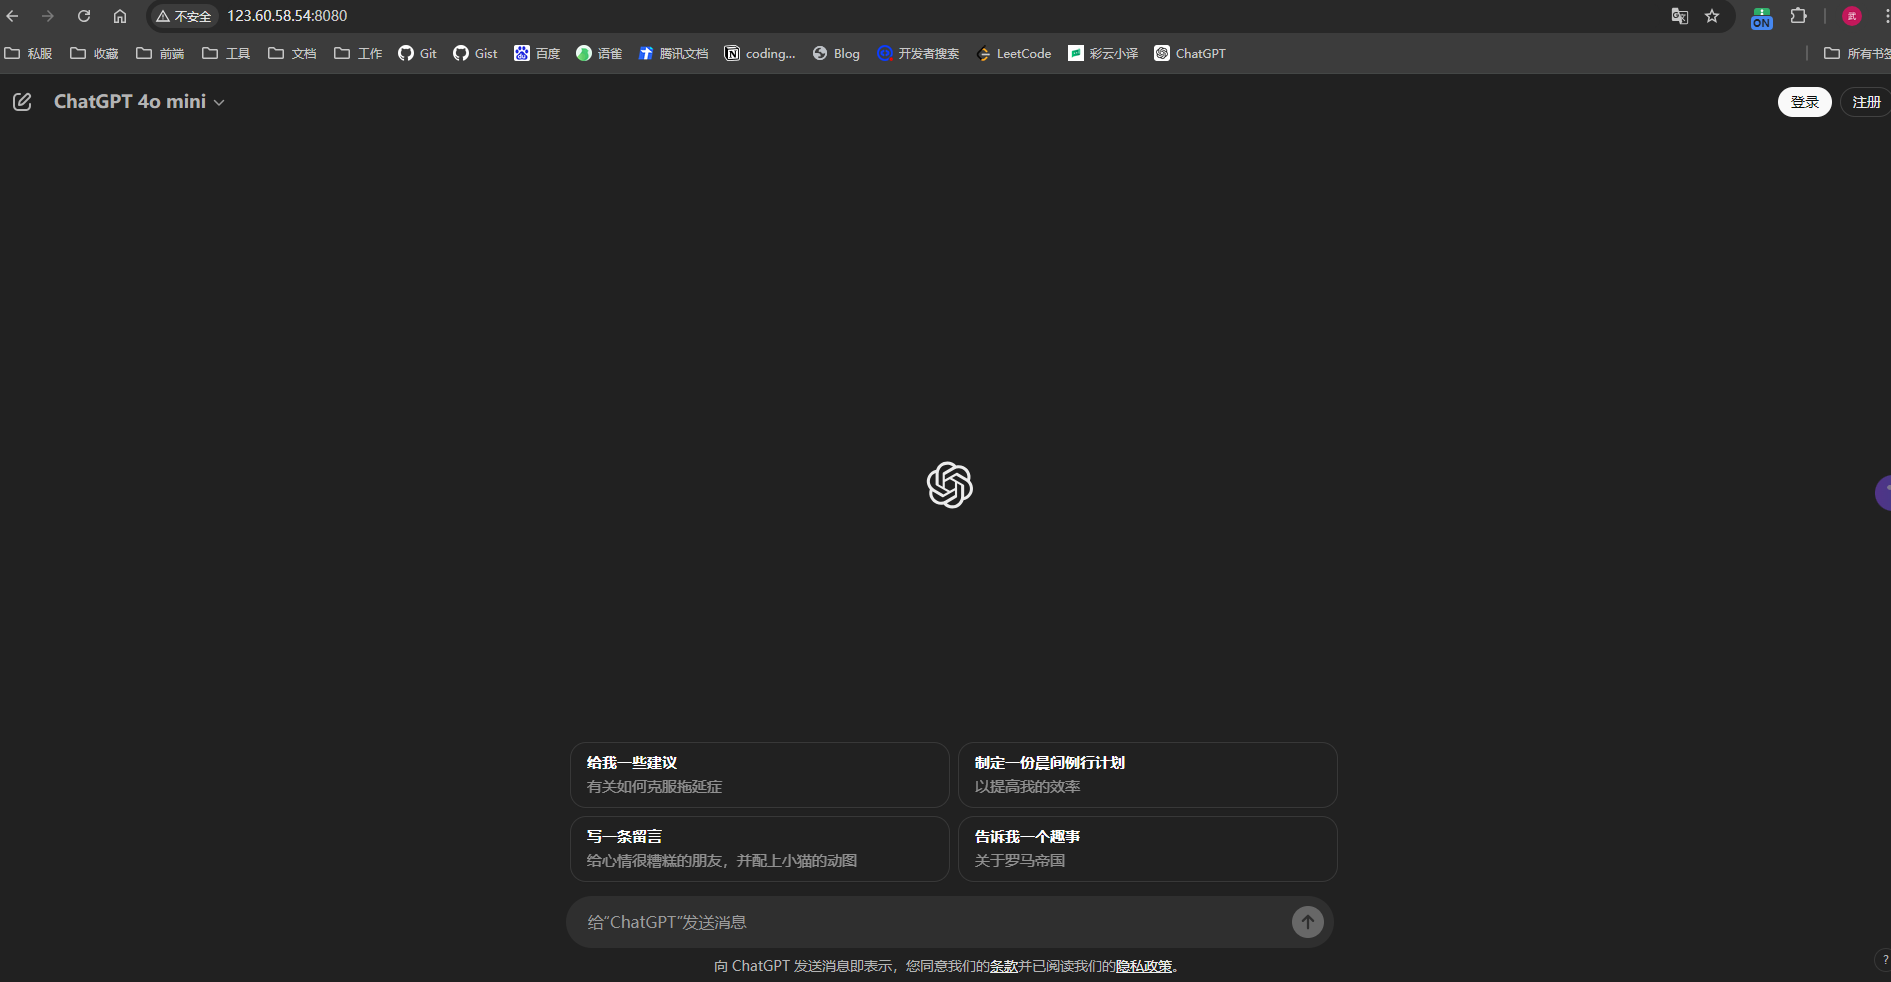 不安全 123.60.58.54:8080
私服 收藏 前端 工具 文档 工作 Git Gist 百度 语雀 腾讯文档 coding... Blog 开发者搜索 LeetCode 彩云小译 ChatGPT 所有书签
ON
武
ChatGPT 4o mini
登录 注册
给我一些建议
有关如何克服拖延症
制定一份晨间例行计划
以提高我的效率
写一条留言
给心情很糟糕的朋友，并配上小猫的动图
告诉我一个趣事
关于罗马帝国
给“ChatGPT”发送消息
向 ChatGPT 发送消息即表示，您同意我们的条款并已阅读我们的隐私政策。
?